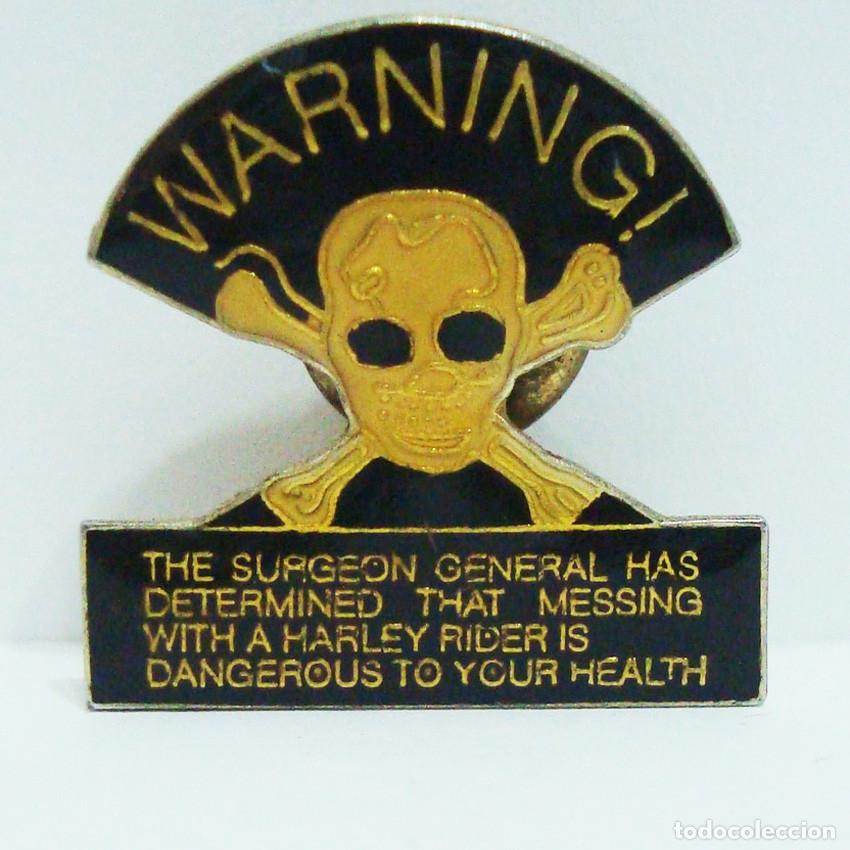 WARNING!
THE SURGEON GENERAL HAS
DETERMINED THAT MESSING
WITH A HARLEY RIDER IS
DANGEROUS TO YOUR HEALTH
todocoleccion